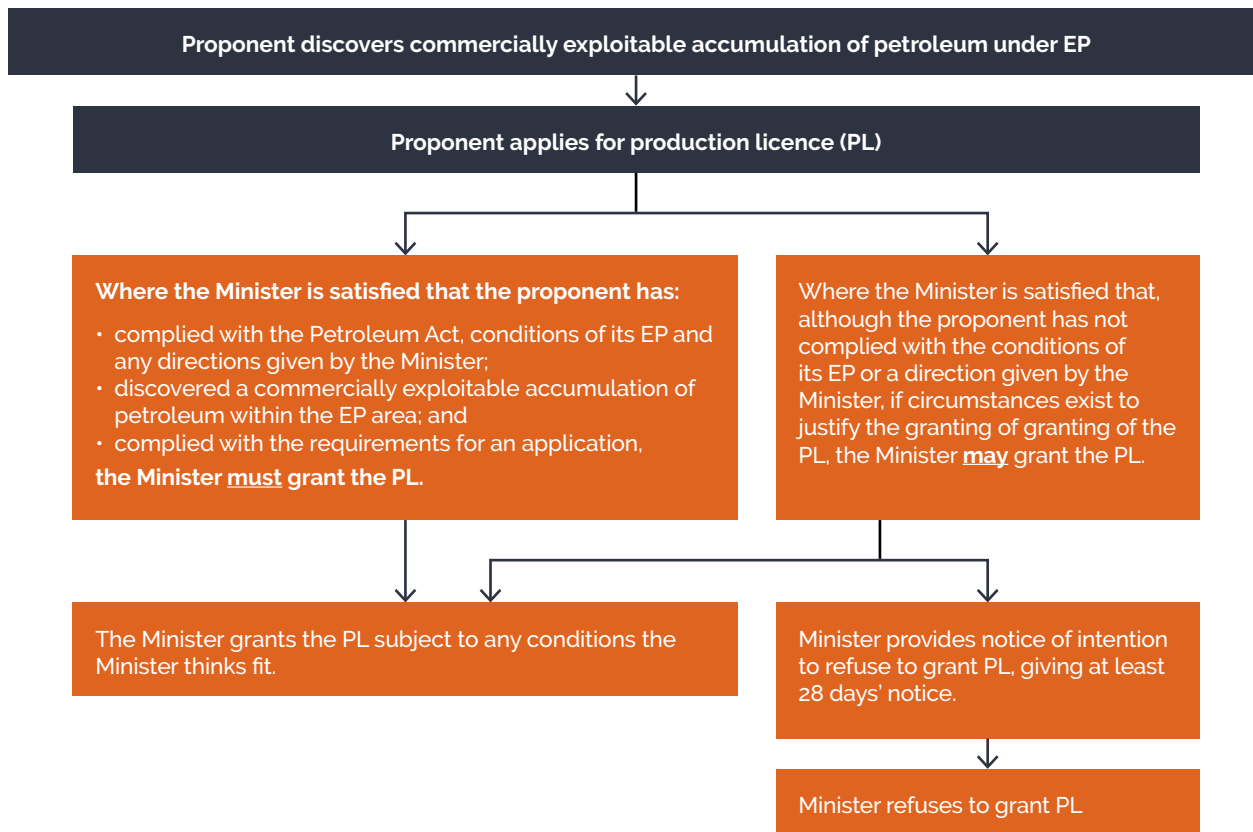 Proponent discovers commercially exploitable accumulation of petroleum under EP
Proponent applies for production licence (PL)
Where the Minister is satisfied that the proponent has:
• complied with the Petroleum Act, conditions of its EP and
any directions given by the Minister;
• discovered a commercially exploitable accumulation of
petroleum within the EP area; and
• complied with the requirements for an application,
the Minister must grant the PL.
Where the Minister is satisfied that,
although the proponent has not
complied with the conditions of
its EP or a direction given by the
Minister, if circumstances exist to
justify the granting of granting of the
PL, the Minister may grant the PL.
The Minister grants the PL subject to any conditions the
Minister thinks fit.
Minister provides notice of intention
to refuse to grant PL, giving at least
28 days’ notice.
Minister refuses to grant PL